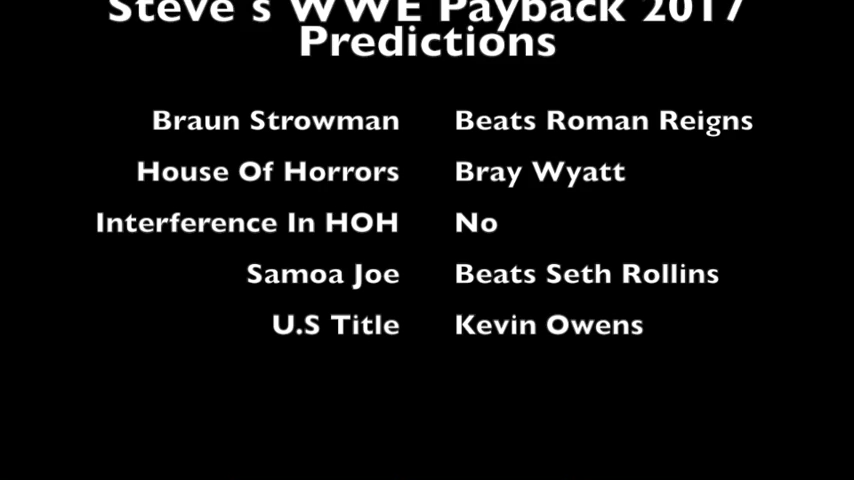 Steve's WWE Payback 2017
Predictions
Braun Strowman Beats Roman Reigns
House Of Horrors Bray Wyatt
Interference In HOH No
Samoa Joe Beats Seth Rollins
U.S Title Kevin Owens